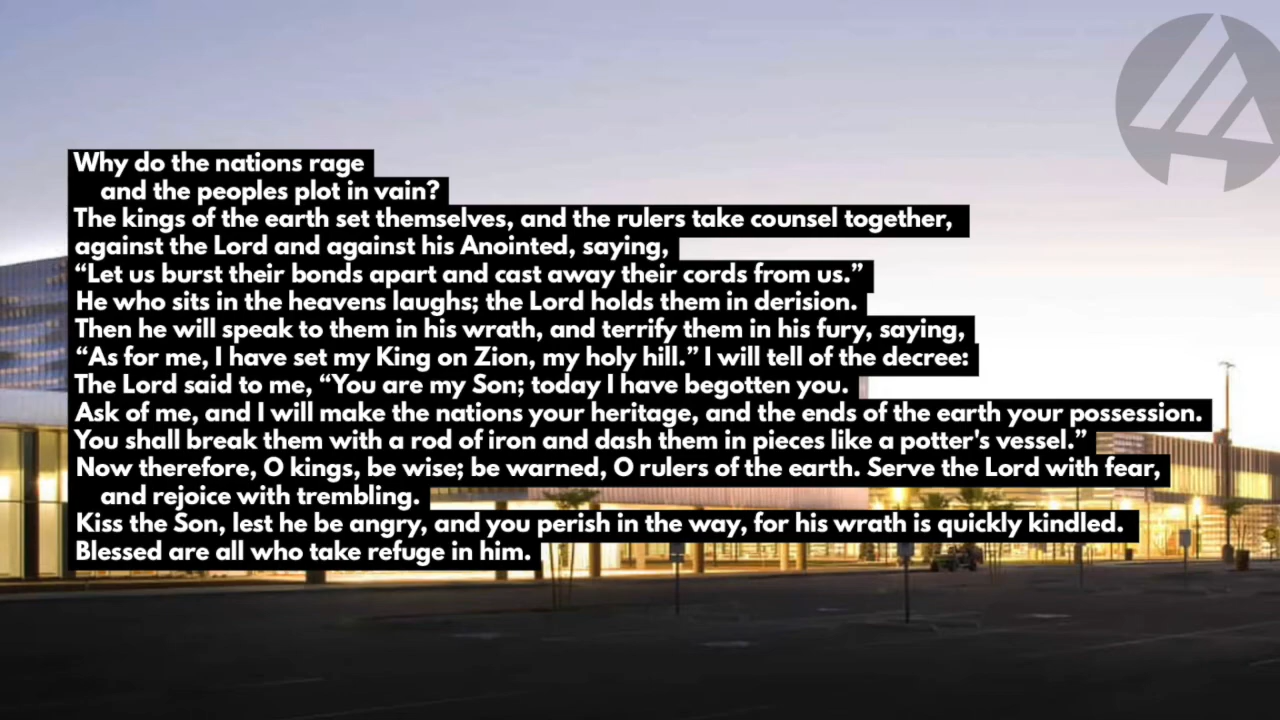 Why do the nations rage
and the peoples plot in vain?
The kings of the earth set themselves, and the rulers take counsel together,
against the Lord and against his Anointed, saying,
“Let us burst their bonds apart and cast away their cords from us.”
He who sits in the heavens laughs; the Lord holds them in derision.
Then he will speak to them in his wrath, and terrify them in his fury, saying,
“As for me, I have set my King on Zion, my holy hill.” I will tell of the decree:
The Lord said to me, “You are my Son; today I have begotten you.
Ask of me, and I will make the nations your heritage, and the ends of the earth your possession.
You shall break them with a rod of iron and dash them in pieces like a potter's vessel.”
Now therefore, O kings, be wise; be warned, O rulers of the earth. Serve the Lord with fear,
and rejoice with trembling.
Kiss the Son, lest he be angry, and you perish in the way, for his wrath is quickly kindled.
Blessed are all who take refuge in him.